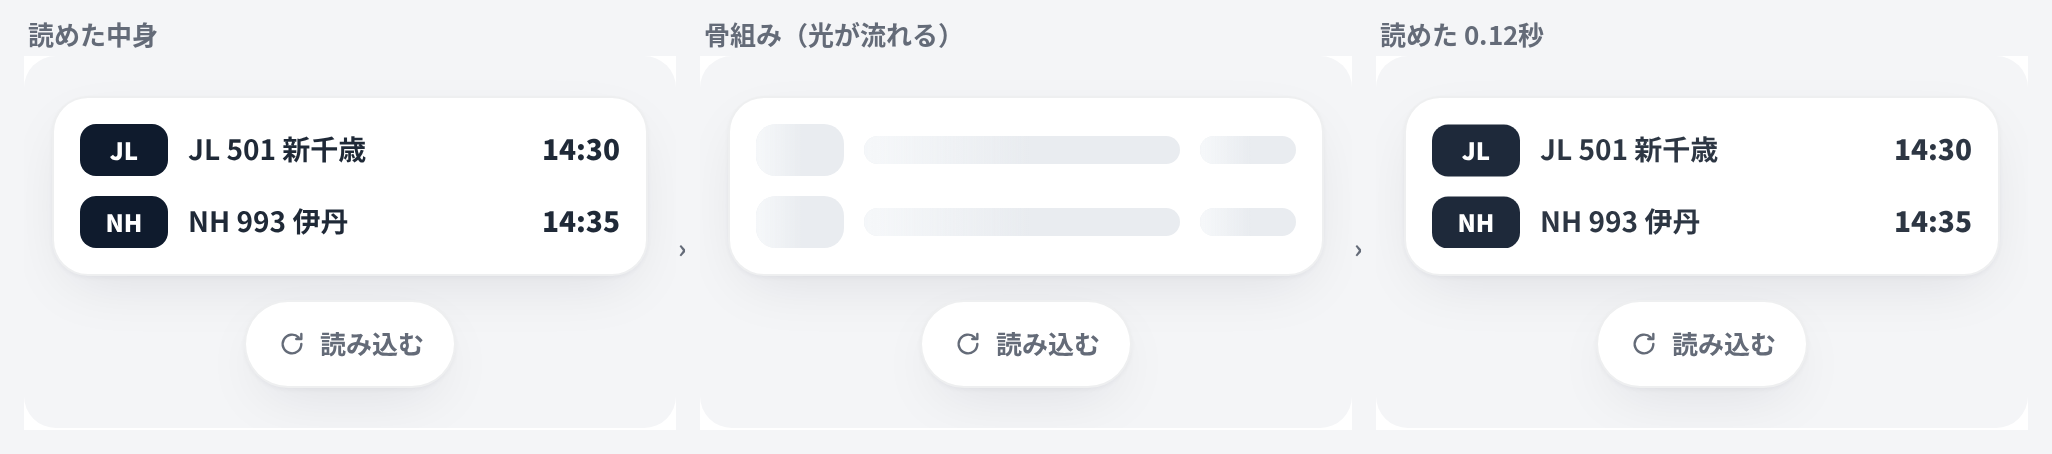 読めた中身
JL JL 501 新千歳 14:30
NH NH 993 伊丹 14:35
読み込む
›
骨組み（光が流れる）
読み込む
›
読めた 0.12秒
JL JL 501 新千歳 14:30
NH NH 993 伊丹 14:35
読み込む